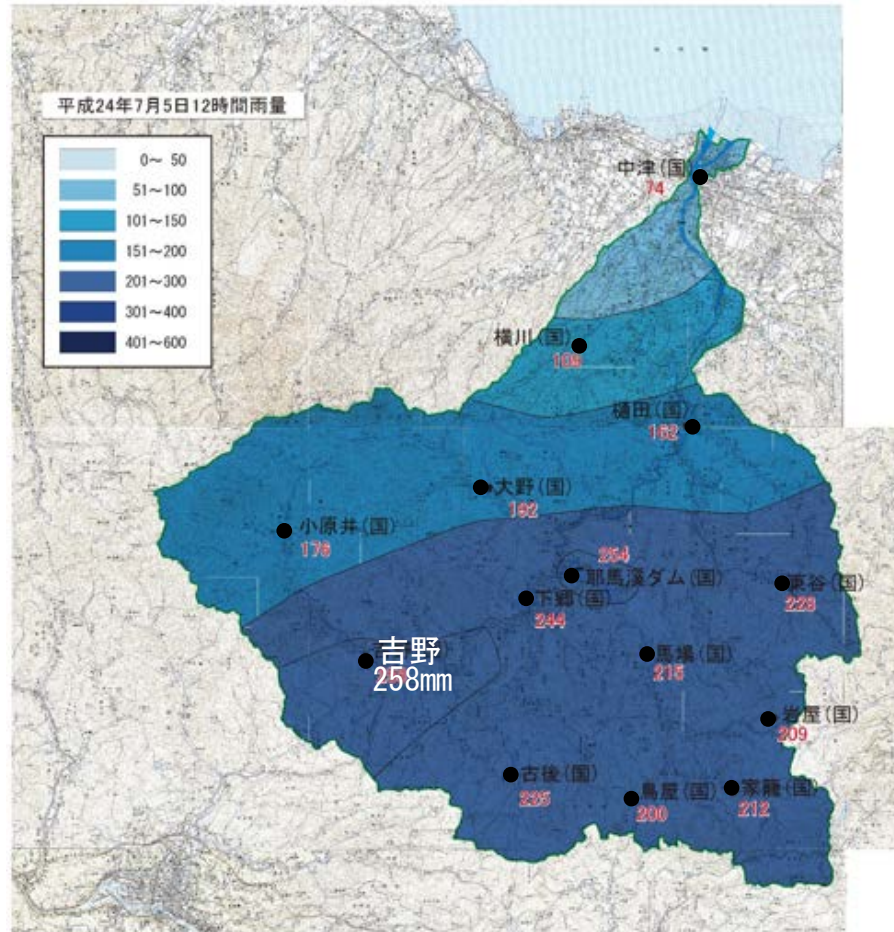 平成24年7月5日12時間雨量
0～ 50
51～100
101～150
151～200
201～300
301～400
401～600
中津(国)
74
横川(国)
樋田(国)
162
大野(国)
192
小原井(国)
176
254
耶馬溪ダム(国)
下郷(国)
244
228
吉野
258mm
馬場(国)
215
岩屋(国)
209
古後(国)
225
鳥屋(国)
200
家籠(国)
212